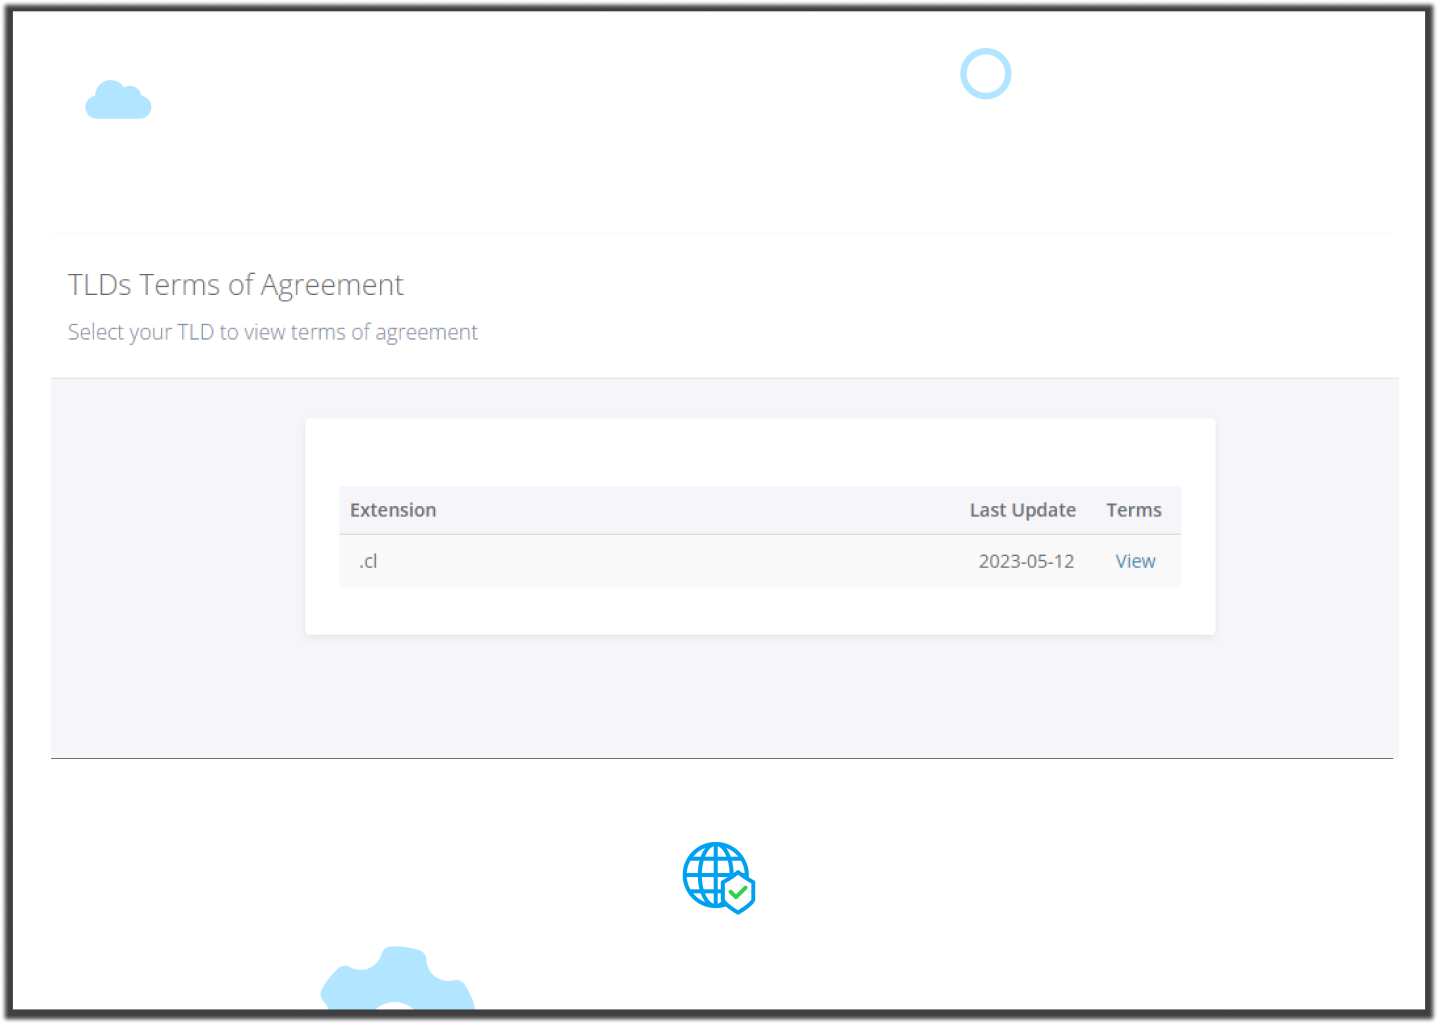 TLDs Terms of Agreement
Select your TLD to view terms of agreement
Extension Last Update Terms
.cl 2023-05-12 View